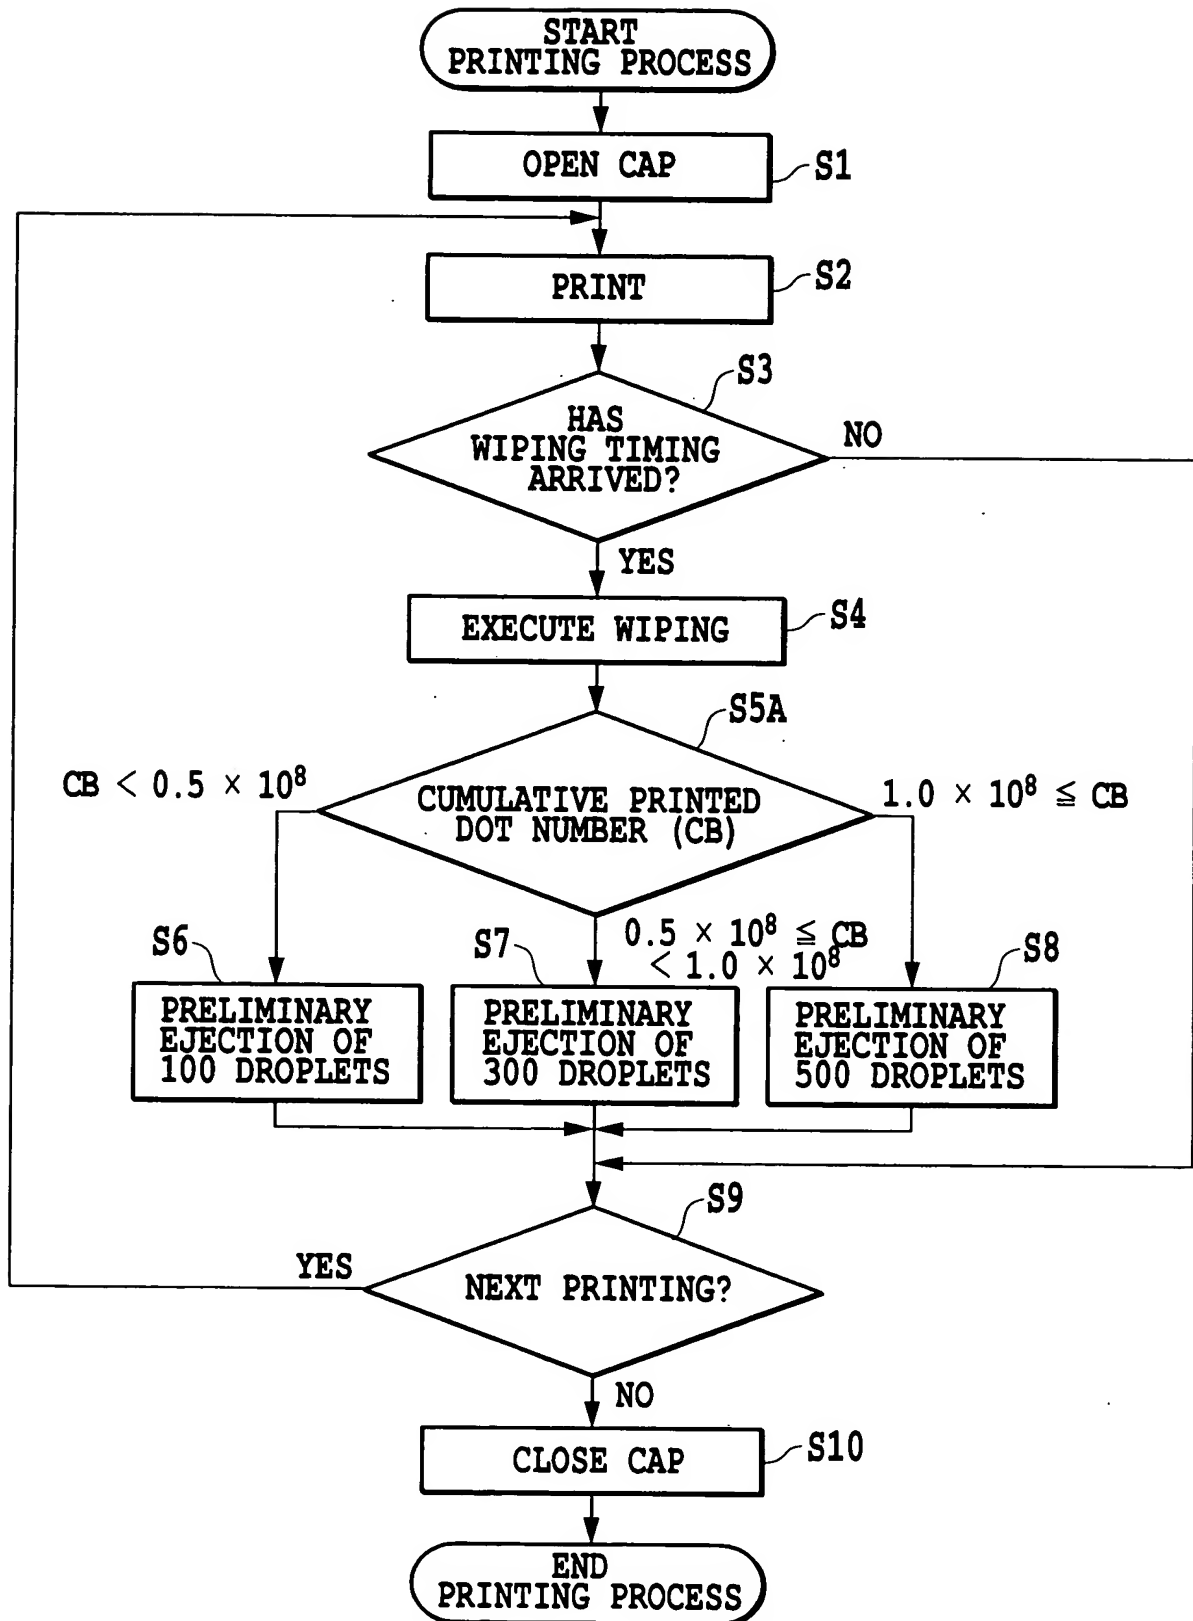 START
PRINTING PROCESS
OPEN CAP
S1
PRINT
S2
S3
HAS
WIPING TIMING
ARRIVED?
NO
YES
EXECUTE WIPING
S4
S5A
CB < 0.5 × 10⁸
CUMULATIVE PRINTED
DOT NUMBER (CB)
1.0 × 10⁸ ≦ CB
0.5 × 10⁸ ≦ CB
< 1.0 × 10⁸
S6
PRELIMINARY
EJECTION OF
100 DROPLETS
S7
PRELIMINARY
EJECTION OF
300 DROPLETS
S8
PRELIMINARY
EJECTION OF
500 DROPLETS
S9
YES
NEXT PRINTING?
NO
CLOSE CAP
S10
END
PRINTING PROCESS